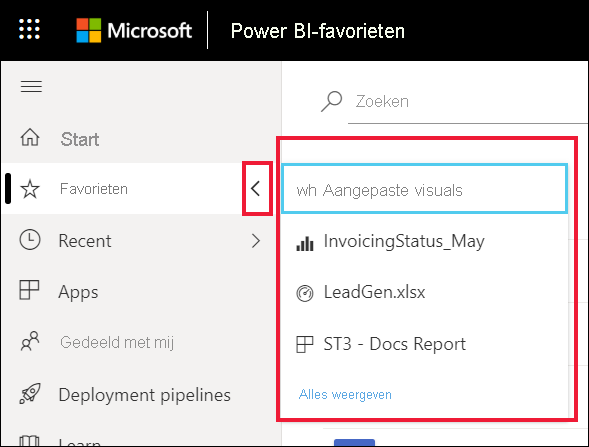 Microsoft
Power BI-favorieten
Zoeken
Start
Favorieten
wh Aangepaste visuals
Recent
InvoicingStatus_May
Apps
LeadGen.xlsx
Gedeeld met mij
ST3 - Docs Report
Deployment pipelines
Alles weergeven
Learn